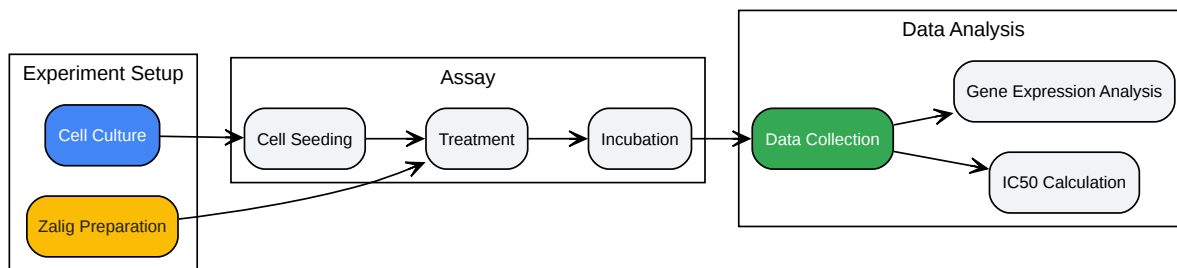 Experiment Setup
Cell Culture
Zalig Preparation
Assay
Cell Seeding
Treatment
Incubation
Data Analysis
Data Collection
Gene Expression Analysis
IC50 Calculation